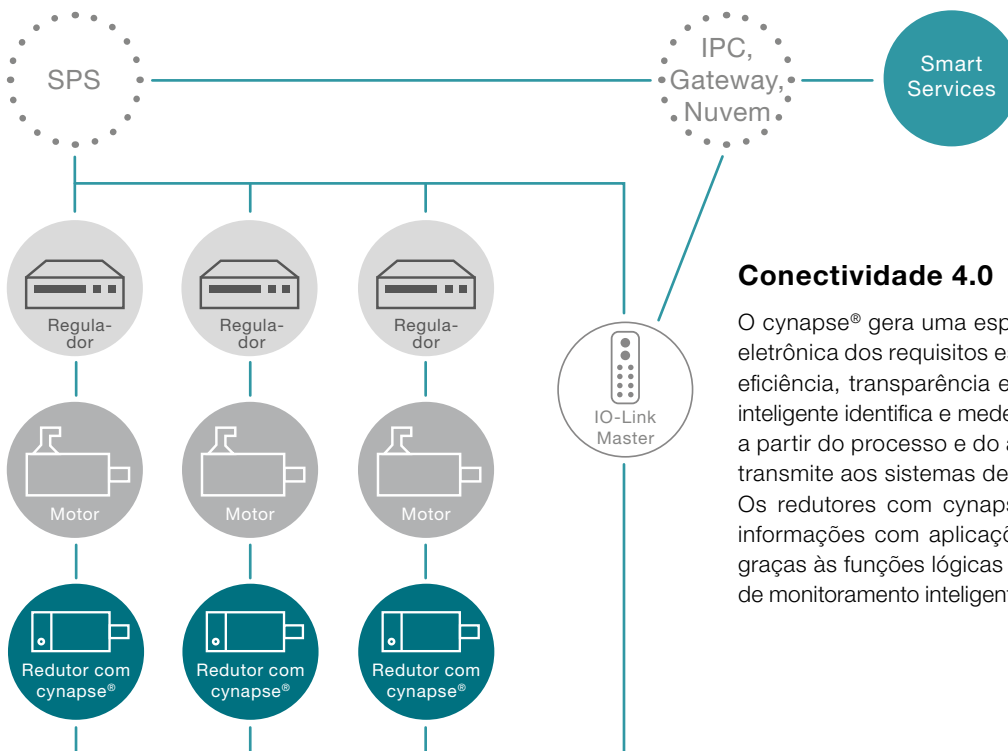 SPS
IPC,
Gateway,
Nuvem
Smart
Services
Regula-
dor
Regula-
dor
Regula-
dor
IO-Link
Master
Motor
Motor
Motor
Redutor com
cynapse®
Redutor com
cynapse®
Redutor com
cynapse®
Conectividade 4.0
O cynapse® gera uma esp
eletrônica dos requisitos e
eficiência, transparência e
inteligente identifica e mede
a partir do processo e do a
transmite aos sistemas de
Os redutores com cynaps
informações com aplicaçõ
graças às funções lógicas
de monitoramento inteligent